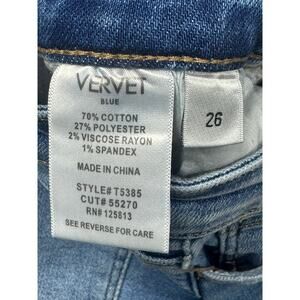 VERVET
BLUE
70% COTTON
27% POLYESTER
2% VISCOSE RAYON
1% SPANDEX
MADE IN CHINA
STYLE# T5385
CUT# 55270
RN# 125813
SEE REVERSE FOR CARE
26